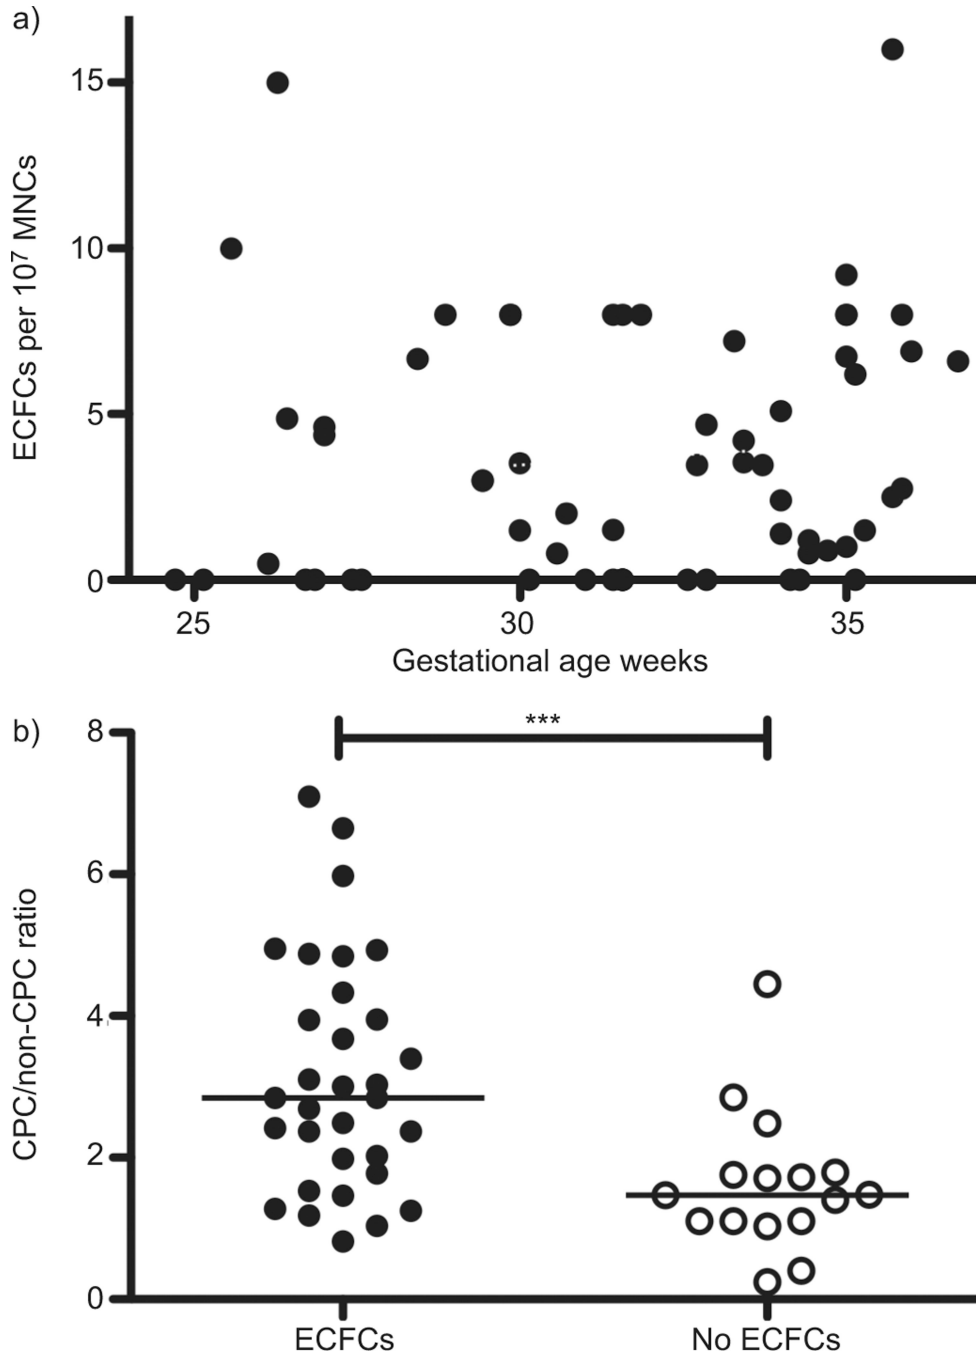 a)
15
10
5
0
ECFCs per 10⁷ MNCs
25 30 35
Gestational age weeks
b)
***
8
6
4
2
0
CPC/non-CPC ratio
ECFCs No ECFCs